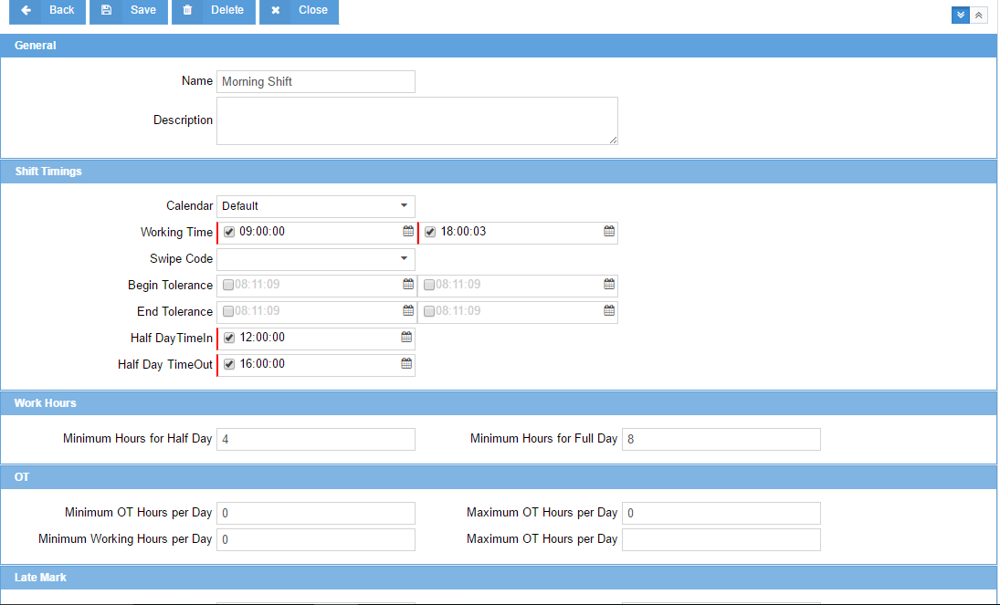 Back Save Delete Close
General
Name Morning Shift
Description
Shift Timings
Calendar Default
Working Time 09:00:00 18:00:03
Swipe Code
Begin Tolerance 08:11:09 08:11:09
End Tolerance 08:11:09 08:11:09
Half DayTimeIn 12:00:00
Half Day TimeOut 16:00:00
Work Hours
Minimum Hours for Half Day 4 Minimum Hours for Full Day 8
OT
Minimum OT Hours per Day 0 Maximum OT Hours per Day 0
Minimum Working Hours per Day 0 Maximum OT Hours per Day
Late Mark